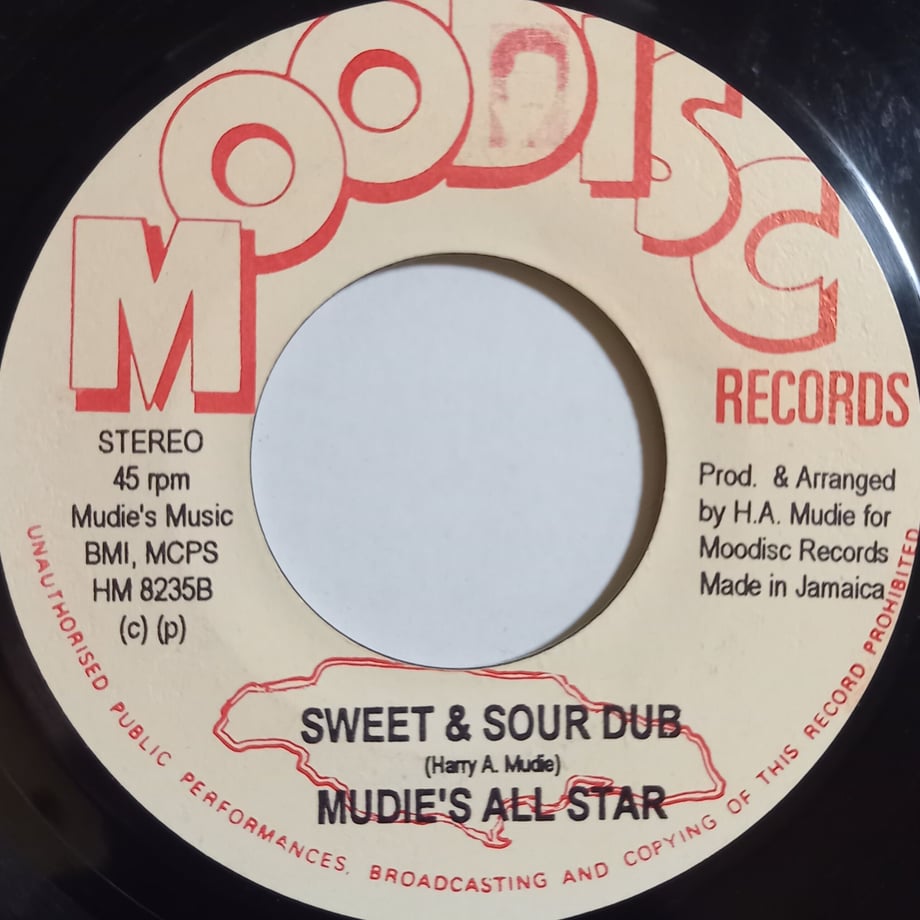 MOODISC
RECORDS
STEREO
45 rpm
Mudie's Music
BMI, MCPS
HM 8235B
(c) (p)
Prod. & Arranged
by H.A. Mudie for
Moodisc Records
Made in Jamaica
SWEET & SOUR DUB
(Harry A. Mudie)
MUDIE'S ALL STAR
UNAUTHORISED PUBLIC PERFORMANCES, BROADCASTING AND COPYING OF THIS RECORD PROHIBITED